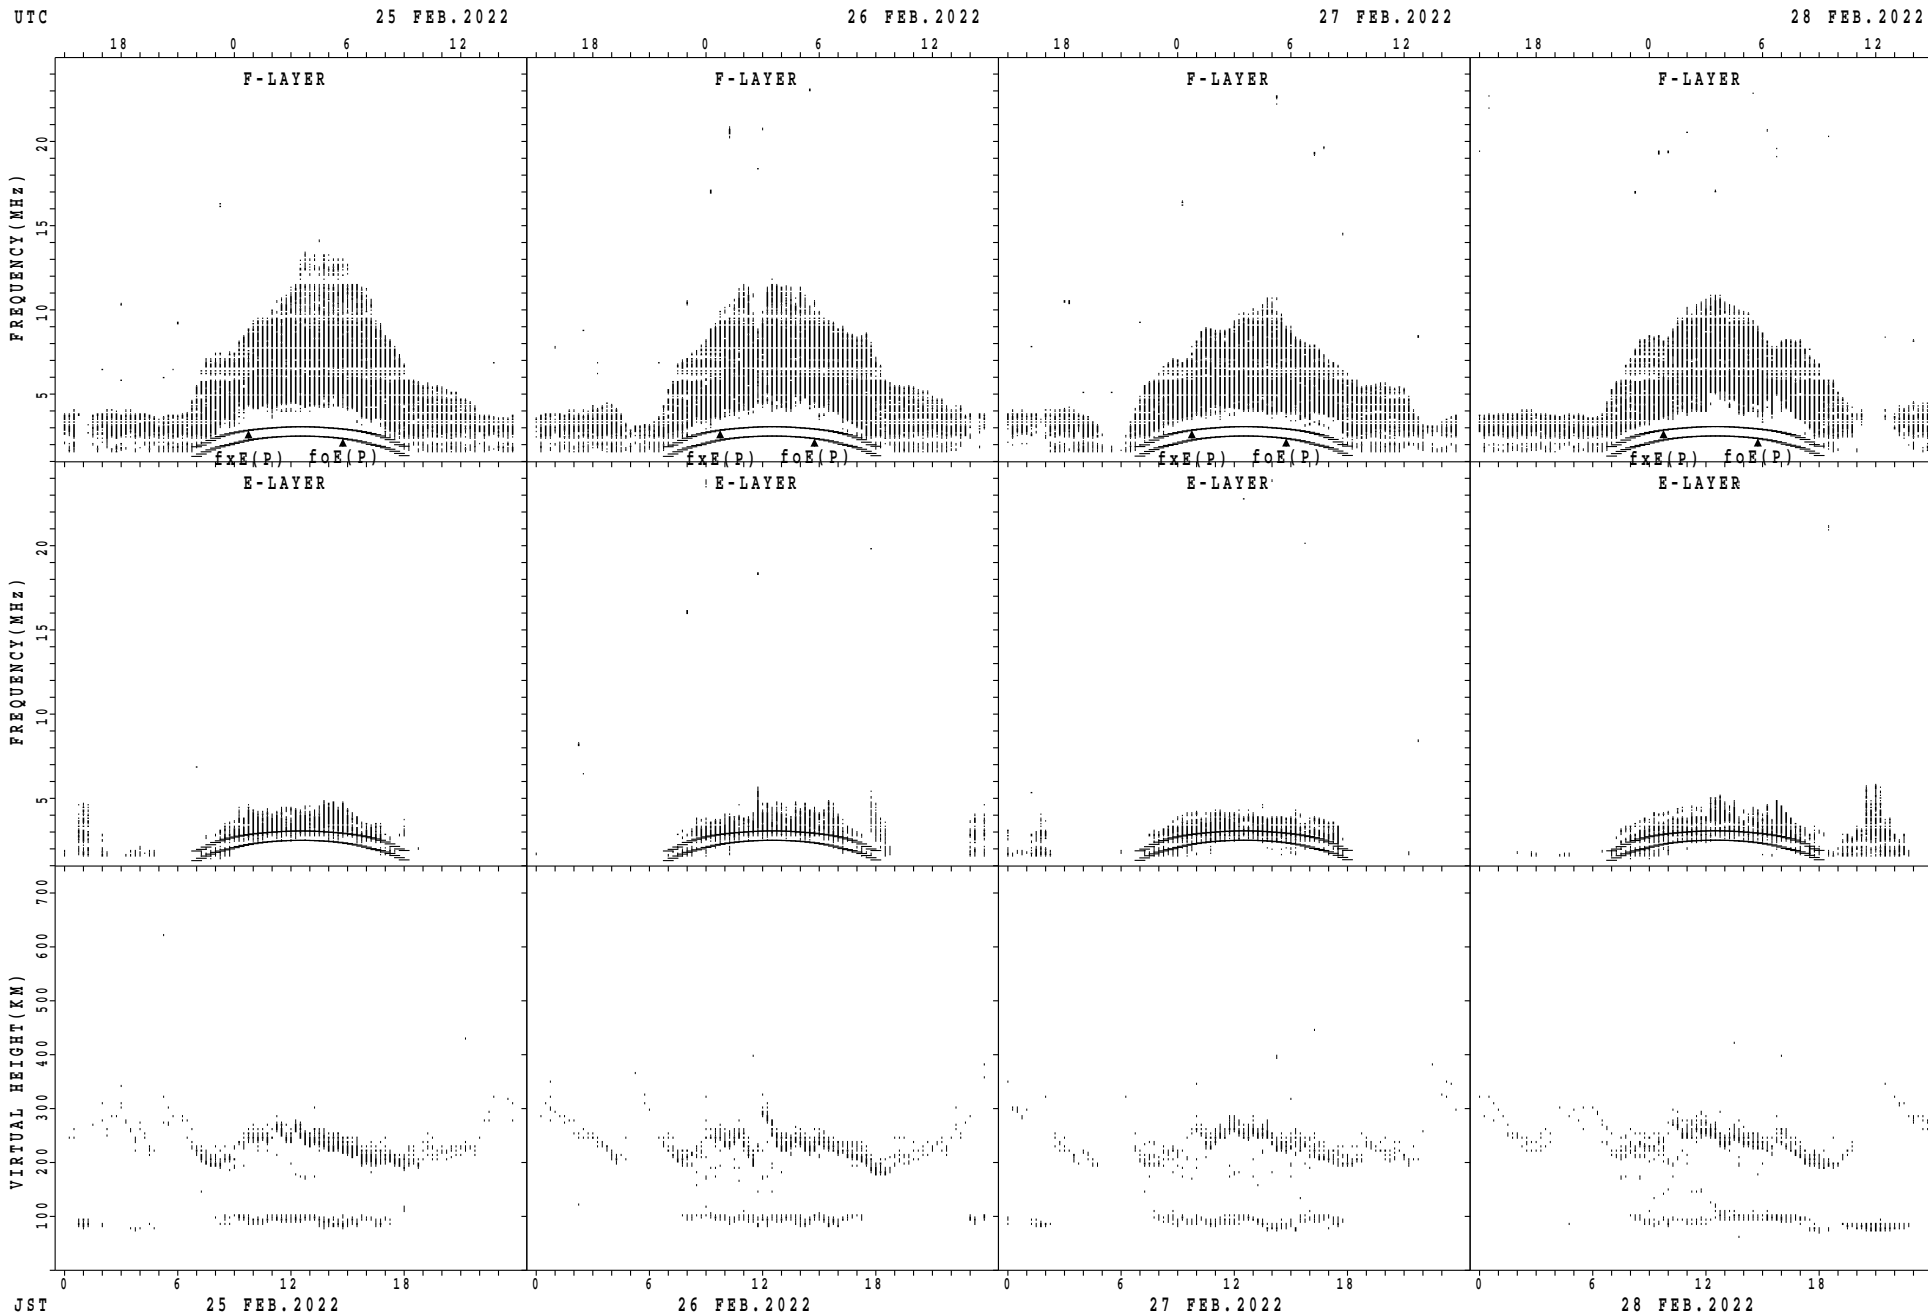 UTC 25 FEB.2022 26 FEB.2022 27 FEB.2022 28 FEB.2022
18 0 6 12 18 0 6 12 18 0 6 12 18 0 6 12
F-LAYER F-LAYER F-LAYER F-LAYER
FREQUENCY(MHz)
20
15
10
5
fxE(P) foE(P) fxE(P) foE(P) fxE(P) foE(P) fxE(P) foE(P)
E-LAYER E-LAYER E-LAYER E-LAYER
FREQUENCY(MHz)
20
15
10
5
VIRTUAL HEIGHT(KM)
700
600
500
400
300
200
100
0 6 12 18 0 6 12 18 0 6 12 18 0 6 12 18
JST 25 FEB.2022 26 FEB.2022 27 FEB.2022 28 FEB.2022